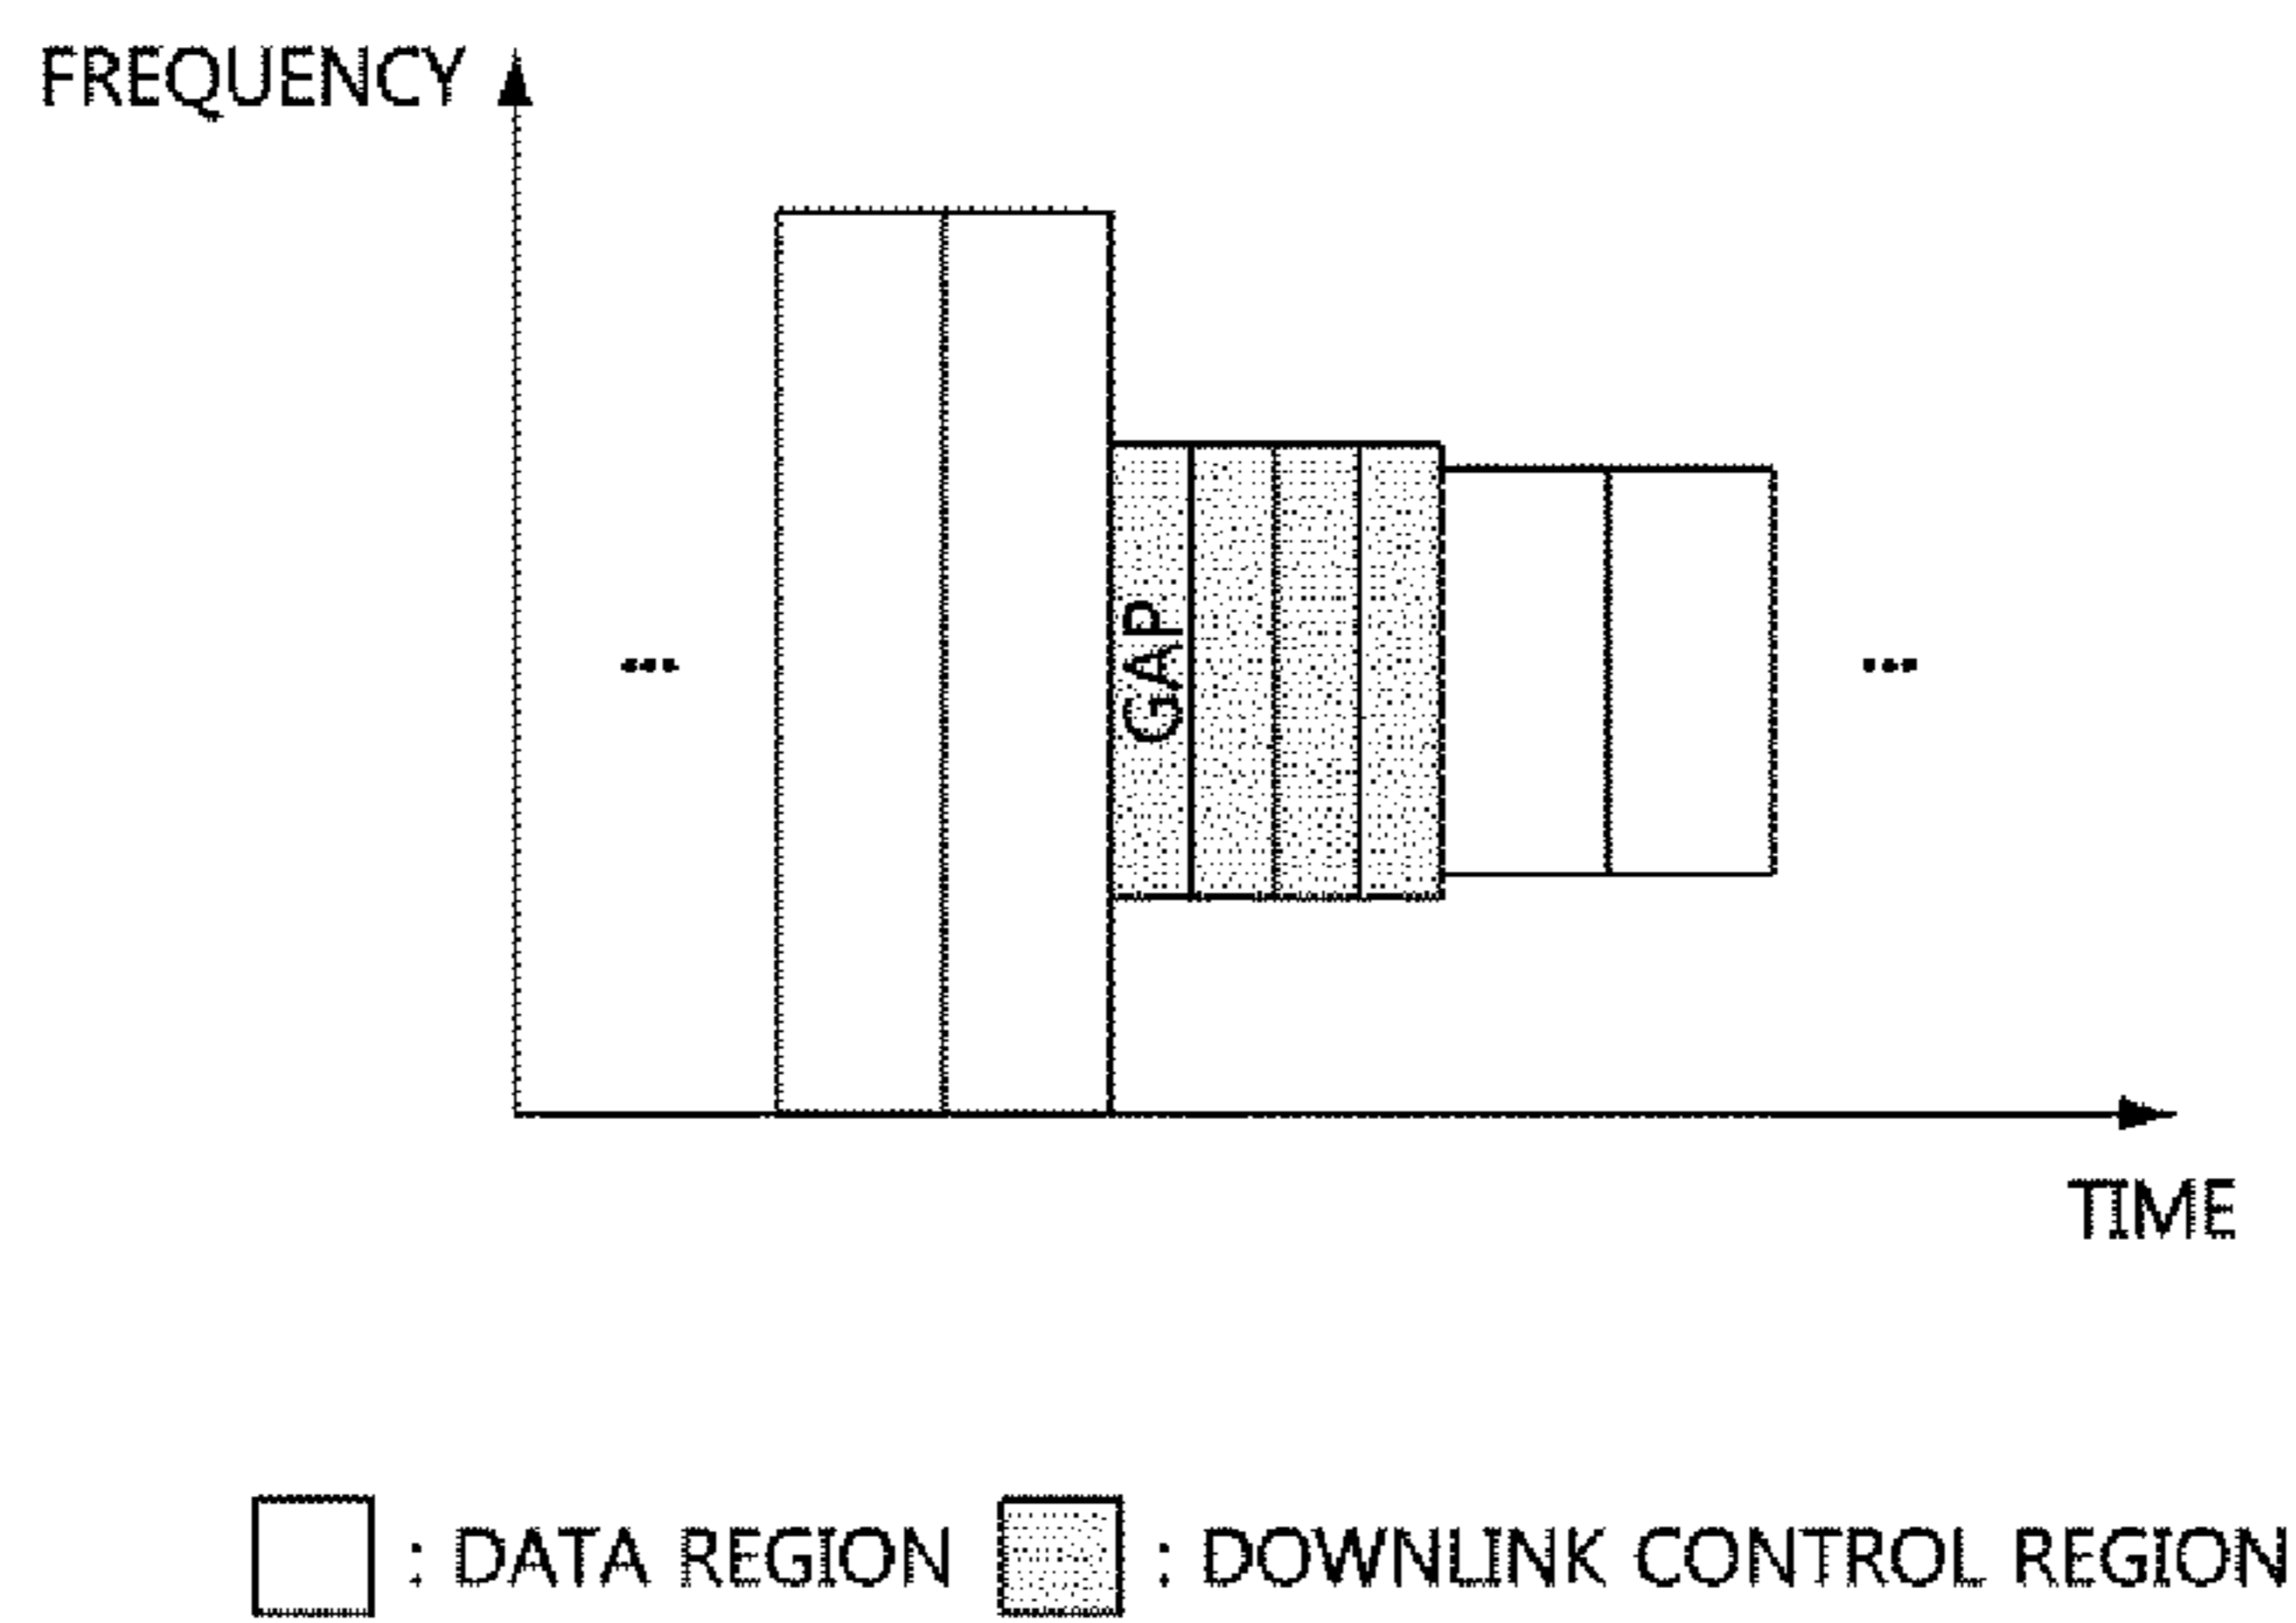 FREQUENCY
...
GAP
...
TIME
: DATA REGION
: DOWNLINK CONTROL REGION